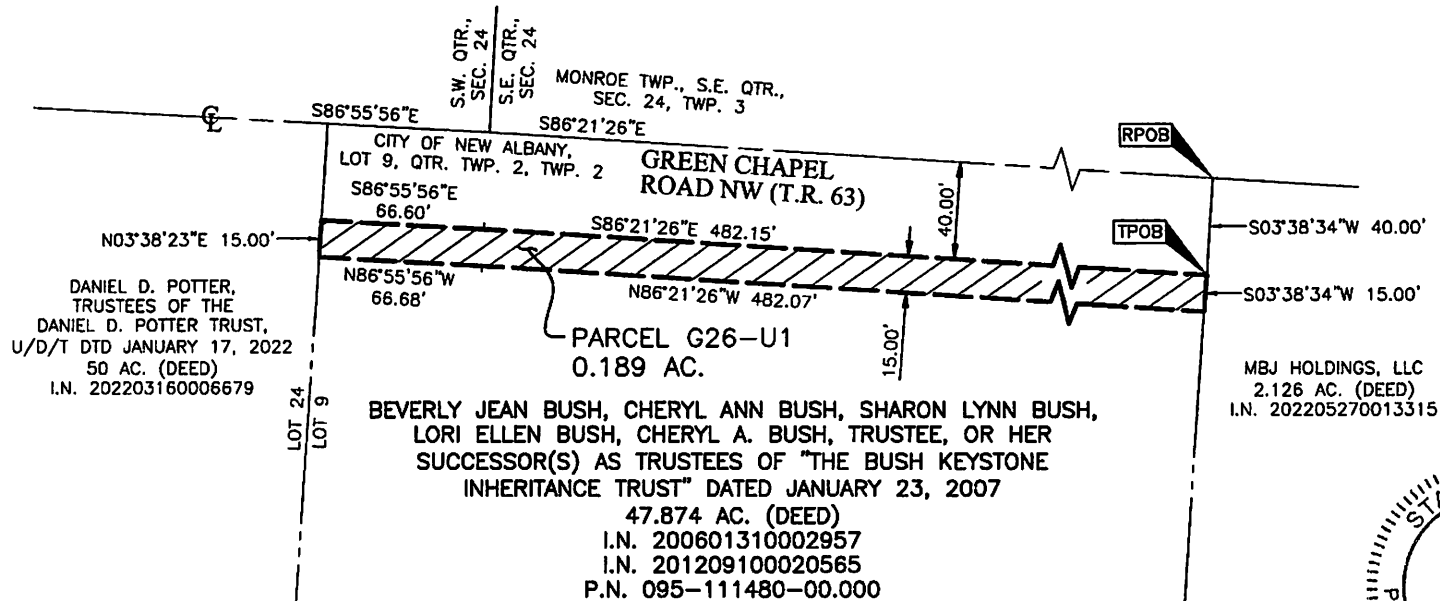 S.W. QTR.,
SEC. 24
S.E. QTR.,
SEC. 24
MONROE TWP., S.E. QTR.,
SEC. 24, TWP. 3
℄
S86°55'56"E
S86°21'26"E
CITY OF NEW ALBANY,
LOT 9, QTR. TWP. 2, TWP. 2
GREEN CHAPEL
ROAD NW (T.R. 63)
RPOB
S86°55'56"E
66.60'
S86°21'26"E 482.15'
40.00'
TPOB
S03°38'34"W 40.00'
N03°38'23"E 15.00'
N86°55'56"W
66.68'
N86°21'26"W 482.07'
S03°38'34"W 15.00'
DANIEL D. POTTER,
TRUSTEES OF THE
DANIEL D. POTTER TRUST,
U/D/T DTD JANUARY 17, 2022
50 AC. (DEED)
I.N. 202203160006679
PARCEL G26-U1
0.189 AC.
15.00'
MBJ HOLDINGS, LLC
2.126 AC. (DEED)
I.N. 202205270013315
LOT 24
LOT 9
BEVERLY JEAN BUSH, CHERYL ANN BUSH, SHARON LYNN BUSH,
LORI ELLEN BUSH, CHERYL A. BUSH, TRUSTEE, OR HER
SUCCESSOR(S) AS TRUSTEES OF "THE BUSH KEYSTONE
INHERITANCE TRUST" DATED JANUARY 23, 2007
47.874 AC. (DEED)
I.N. 200601310002957
I.N. 201209100020565
P.N. 095-111480-00.000